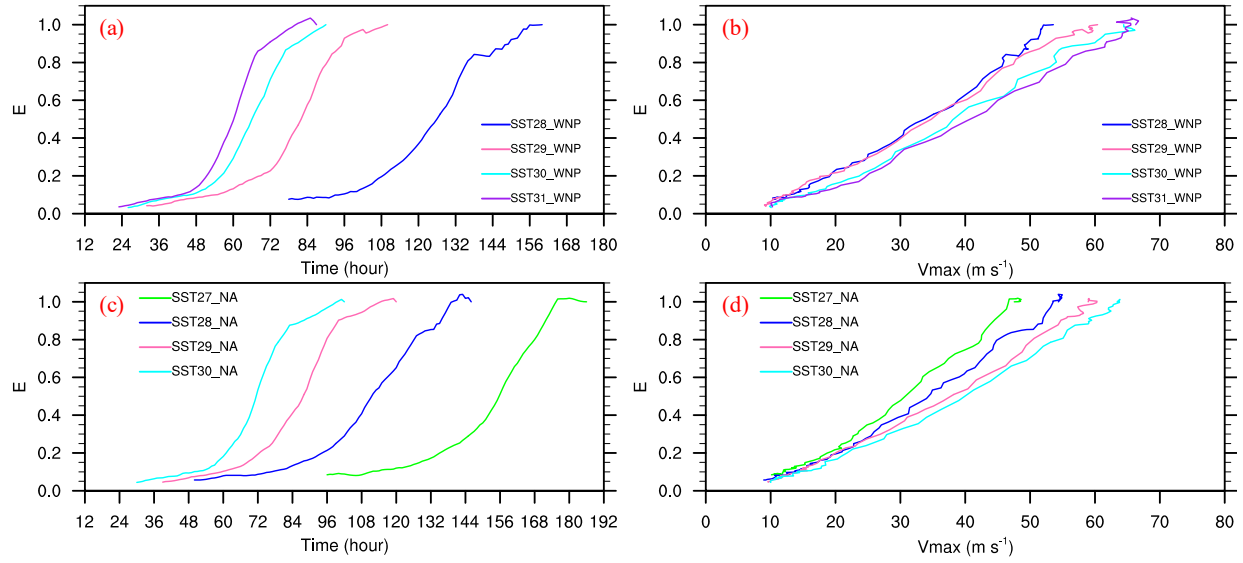 (a)
E
1.0
0.8
0.6
0.4
0.2
0.0
SST28_WNP
SST29_WNP
SST30_WNP
SST31_WNP
12 24 36 48 60 72 84 96 108 120 132 144 156 168 180
Time (hour)
(b)
E
1.0
0.8
0.6
0.4
0.2
0.0
SST28_WNP
SST29_WNP
SST30_WNP
SST31_WNP
0 10 20 30 40 50 60 70 80
Vmax (m s⁻¹)
(c)
E
1.0
0.8
0.6
0.4
0.2
0.0
SST27_NA
SST28_NA
SST29_NA
SST30_NA
12 24 36 48 60 72 84 96 108 120 132 144 156 168 180 192
Time (hour)
(d)
E
1.0
0.8
0.6
0.4
0.2
0.0
SST27_NA
SST28_NA
SST29_NA
SST30_NA
0 10 20 30 40 50 60 70 80
Vmax (m s⁻¹)